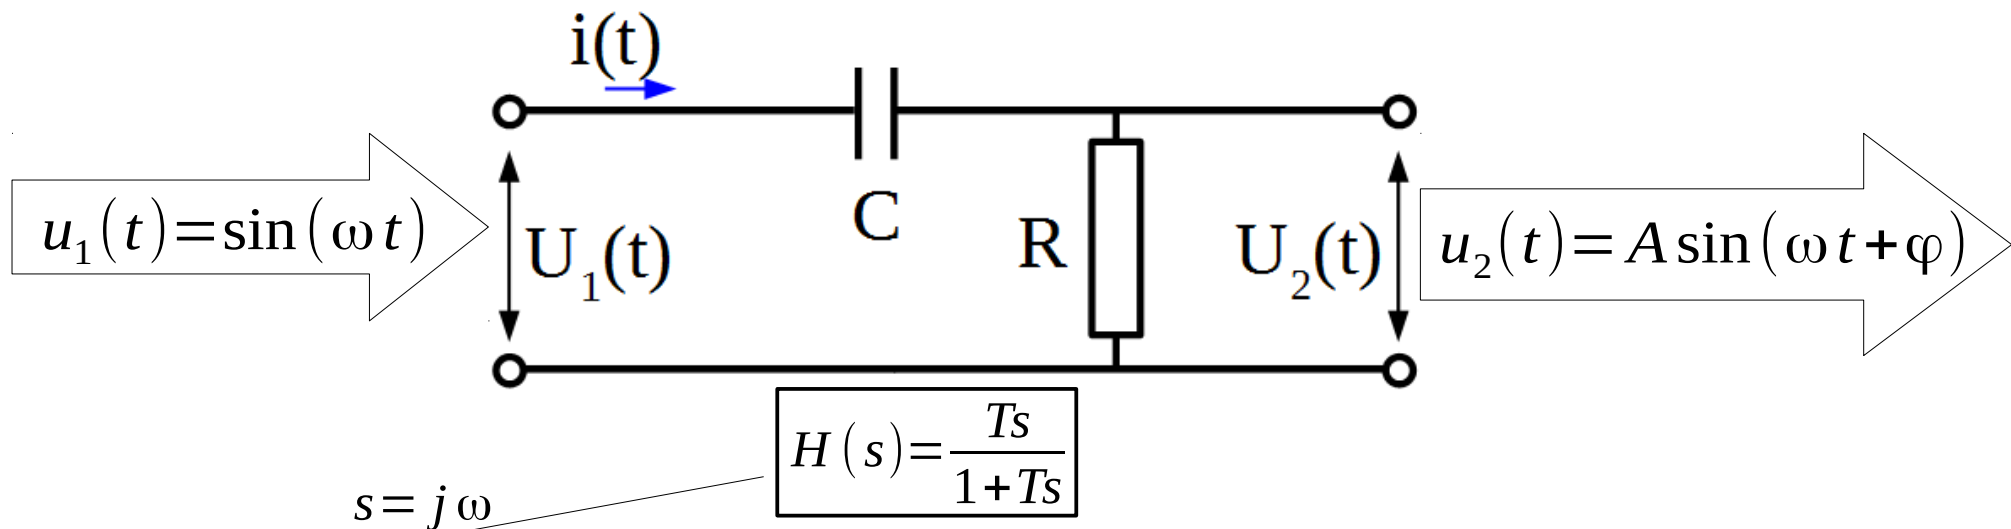 i(t)
u₁(t)=sin(ωt)
U₁(t)
C
R
U₂(t)
u₂(t)=A sin(ωt+φ)
H(s)=Ts/(1+Ts)
s=jω